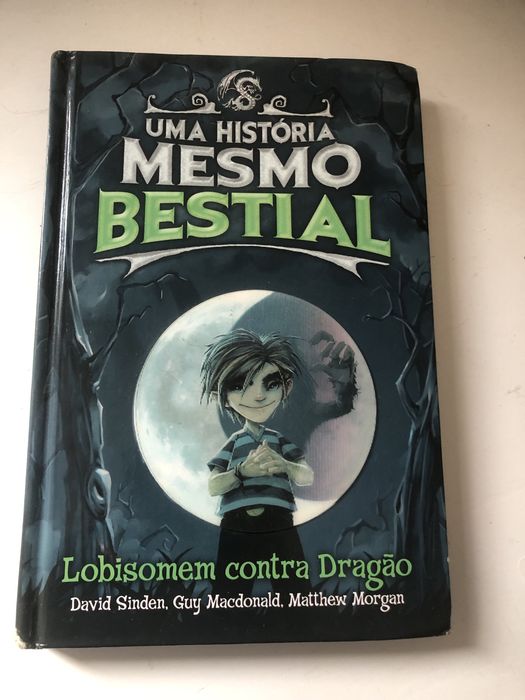 UMA HISTÓRIA
MESMO
BESTIAL
Lobisomem contra Dragão
David Sinden, Guy Macdonald, Matthew Morgan